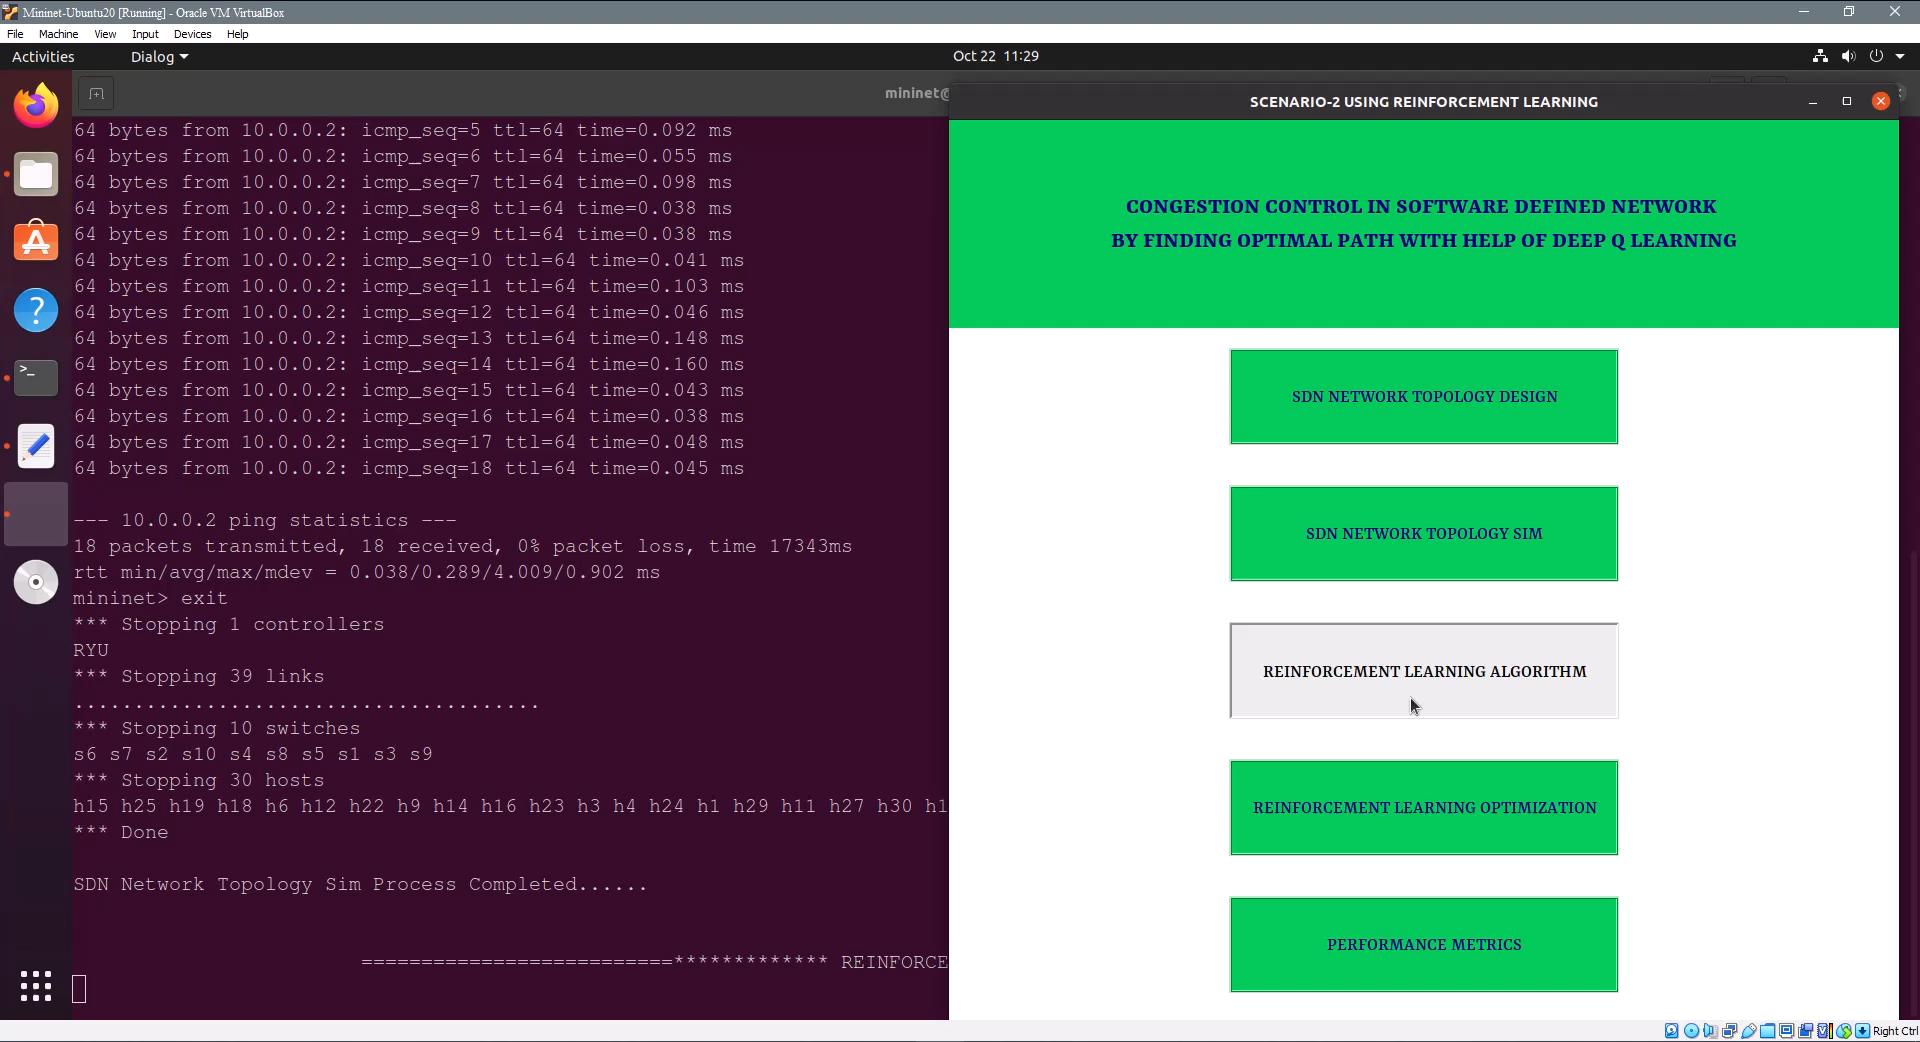 Mininet-Ubuntu20 [Running] - Oracle VM VirtualBox
File Machine View Input Devices Help
Activities Dialog Oct 22 11:29
mininet@
64 bytes from 10.0.0.2: icmp_seq=5 ttl=64 time=0.092 ms
64 bytes from 10.0.0.2: icmp_seq=6 ttl=64 time=0.055 ms
64 bytes from 10.0.0.2: icmp_seq=7 ttl=64 time=0.098 ms
64 bytes from 10.0.0.2: icmp_seq=8 ttl=64 time=0.038 ms
64 bytes from 10.0.0.2: icmp_seq=9 ttl=64 time=0.038 ms
64 bytes from 10.0.0.2: icmp_seq=10 ttl=64 time=0.041 ms
64 bytes from 10.0.0.2: icmp_seq=11 ttl=64 time=0.103 ms
64 bytes from 10.0.0.2: icmp_seq=12 ttl=64 time=0.046 ms
64 bytes from 10.0.0.2: icmp_seq=13 ttl=64 time=0.148 ms
64 bytes from 10.0.0.2: icmp_seq=14 ttl=64 time=0.160 ms
64 bytes from 10.0.0.2: icmp_seq=15 ttl=64 time=0.043 ms
64 bytes from 10.0.0.2: icmp_seq=16 ttl=64 time=0.038 ms
64 bytes from 10.0.0.2: icmp_seq=17 ttl=64 time=0.048 ms
64 bytes from 10.0.0.2: icmp_seq=18 ttl=64 time=0.045 ms
--- 10.0.0.2 ping statistics ---
18 packets transmitted, 18 received, 0% packet loss, time 17343ms
rtt min/avg/max/mdev = 0.038/0.289/4.009/0.902 ms
mininet> exit
*** Stopping 1 controllers
RYU
*** Stopping 39 links
.......................................
*** Stopping 10 switches
s6 s7 s2 s10 s4 s8 s5 s1 s3 s9
*** Stopping 30 hosts
h15 h25 h19 h18 h6 h12 h22 h9 h14 h16 h23 h3 h4 h24 h1 h29 h11 h27 h30 h1
*** Done
SDN Network Topology Sim Process Completed......
==========================************* REINFORCE
SCENARIO-2 USING REINFORCEMENT LEARNING
CONGESTION CONTROL IN SOFTWARE DEFINED NETWORK
BY FINDING OPTIMAL PATH WITH HELP OF DEEP Q LEARNING
SDN NETWORK TOPOLOGY DESIGN
SDN NETWORK TOPOLOGY SIM
REINFORCEMENT LEARNING ALGORITHM
REINFORCEMENT LEARNING OPTIMIZATION
PERFORMANCE METRICS
Right Ctrl